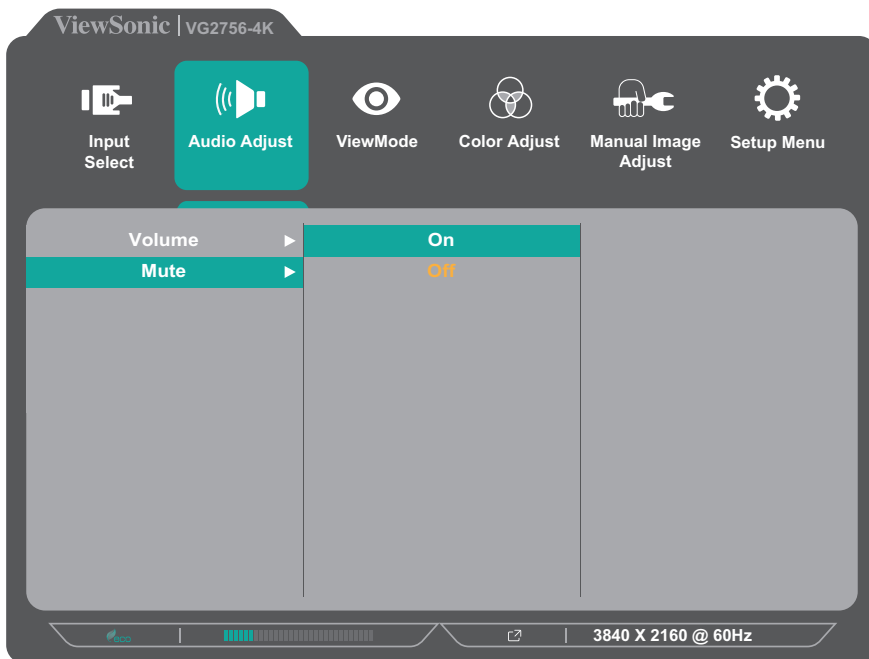 ViewSonic | VG2756-4K
Input
Select
Audio Adjust
ViewMode
Color Adjust
Manual Image
Adjust
Setup Menu
Volume
On
Mute
Off
eco
3840 X 2160 @ 60Hz